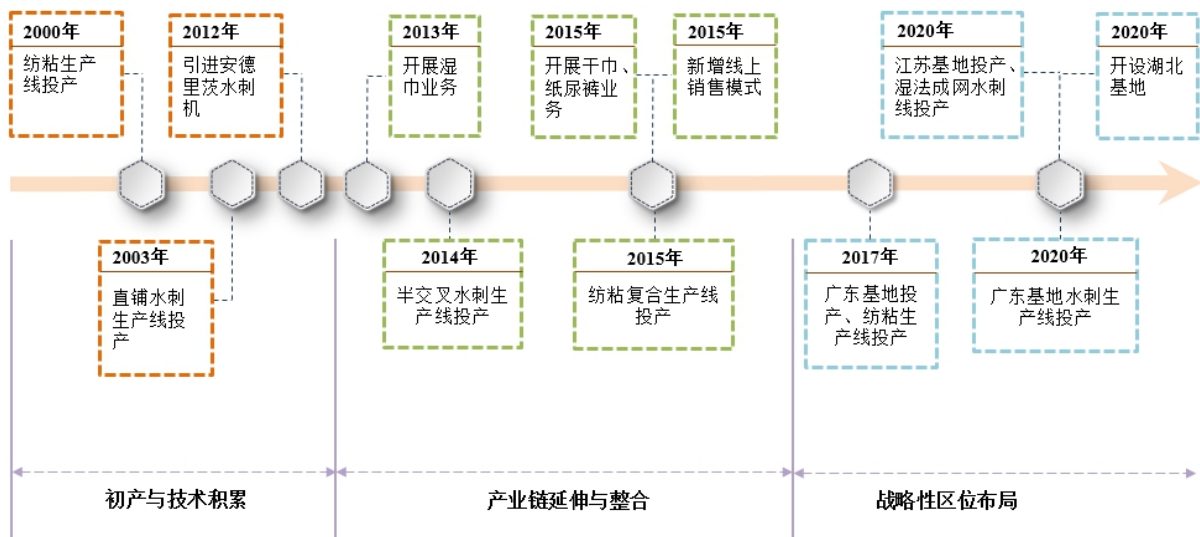 2000年
纺粘生产
线投产
2012年
引进安德
里茨水刺
机
2013年
开展湿
巾业务
2015年
开展干巾、
纸尿裤业
务
2015年
新增线上
销售模式
2020年
江苏基地投产、
湿法成网水刺
线投产
2020年
开设湖北
基地
2003年
直铺水刺
生产线投
产
2014年
半交叉水刺生
产线投产
2015年
纺粘复合生产线
投产
2017年
广东基地投
产、纺粘生
产线投产
2020年
广东基地水刺生
产线投产
初产与技术积累
产业链延伸与整合
战略性区位布局